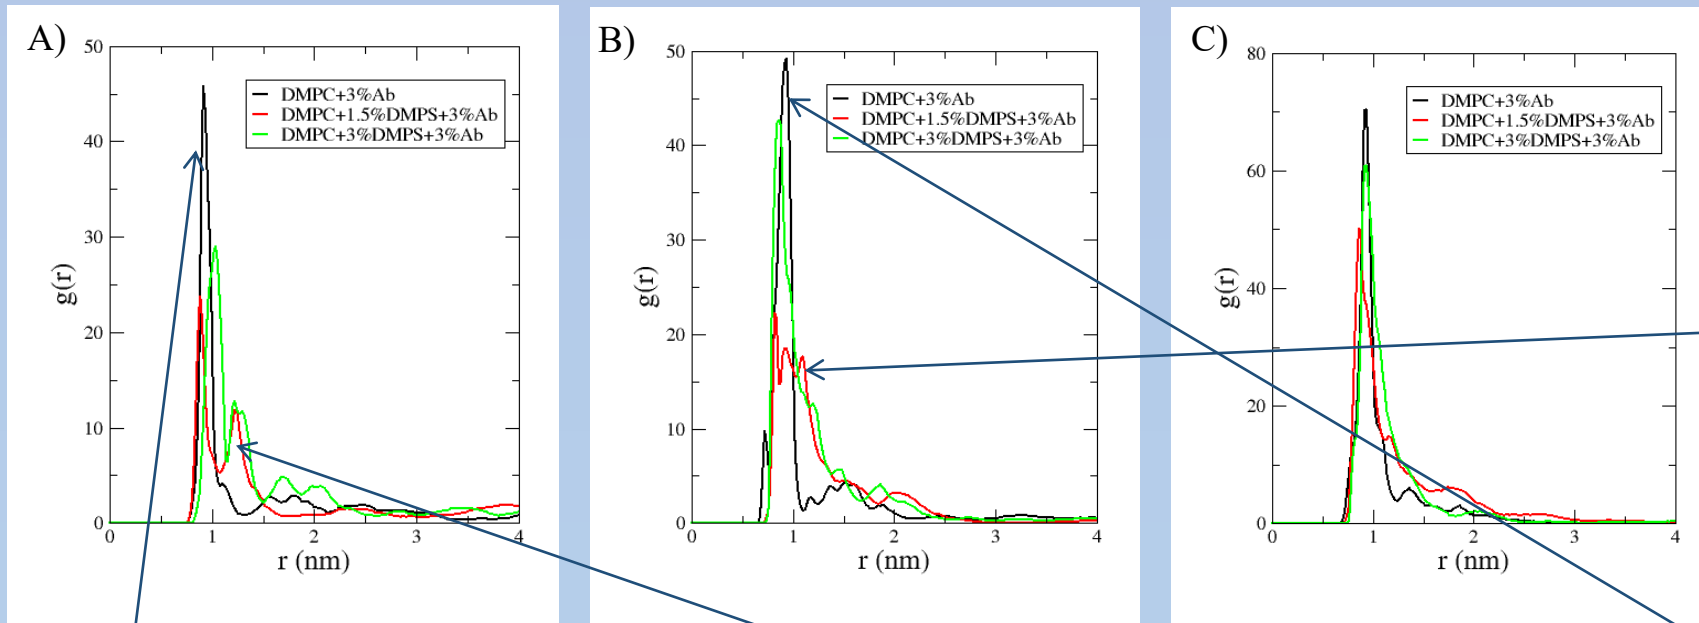 A)
50
40
30
20
10
0
g(r)
DMPC+3%Ab
DMPC+1.5%DMPS+3%Ab
DMPC+3%DMPS+3%Ab
0 1 2 3 4
r (nm)
B)
50
40
30
20
10
0
g(r)
DMPC+3%Ab
DMPC+1.5%DMPS+3%Ab
DMPC+3%DMPS+3%Ab
0 1 2 3 4
r (nm)
C)
80
60
40
20
0
g(r)
DMPC+3%Ab
DMPC+1.5%DMPS+3%Ab
DMPC+3%DMPS+3%Ab
0 1 2 3 4
r (nm)